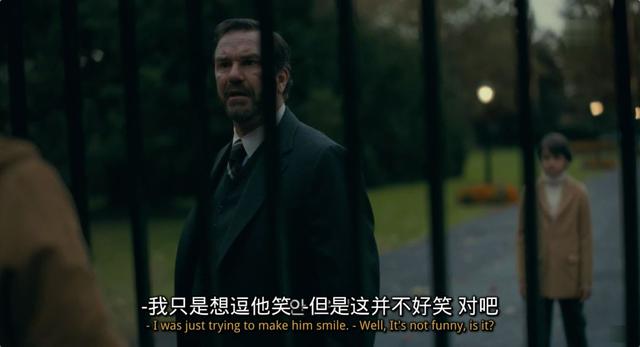 -我只是想逗他笑 -但是这并不好笑 对吧
- I was just trying to make him smile. - Well, It's not funny, is it?